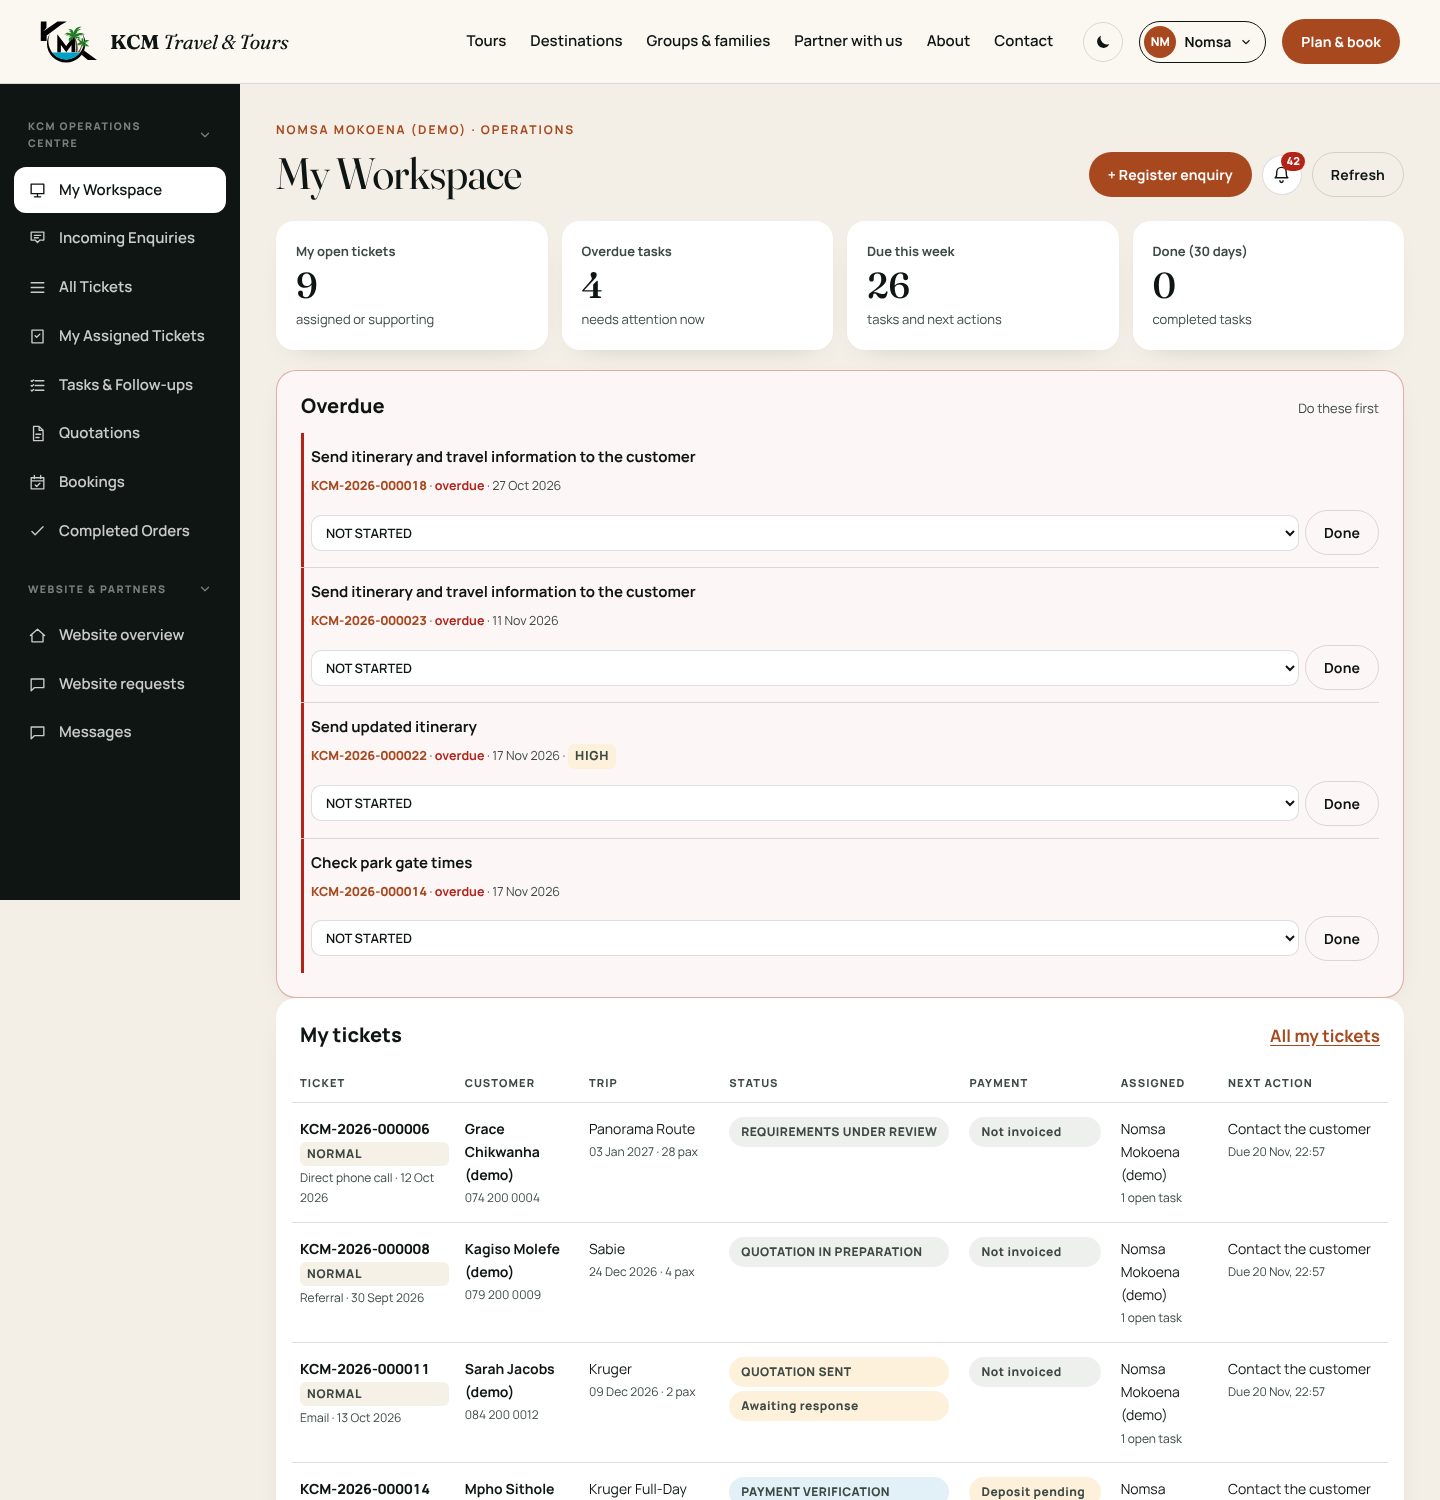 KCM Travel & Tours
Tours
Destinations
Groups & families
Partner with us
About
Contact
NM
Nomsa
Plan & book
KCM OPERATIONS
CENTRE
My Workspace
Incoming Enquiries
All Tickets
My Assigned Tickets
Tasks & Follow-ups
Quotations
Bookings
Completed Orders
WEBSITE & PARTNERS
Website overview
Website requests
Messages
NOMSA MOKOENA (DEMO) · OPERATIONS
My Workspace
+ Register enquiry
42
Refresh
My open tickets
9
assigned or supporting
Overdue tasks
4
needs attention now
Due this week
26
tasks and next actions
Done (30 days)
0
completed tasks
Overdue
Do these first
Send itinerary and travel information to the customer
KCM-2026-000018 · overdue · 27 Oct 2026
NOT STARTED
Done
Send itinerary and travel information to the customer
KCM-2026-000023 · overdue · 11 Nov 2026
NOT STARTED
Done
Send updated itinerary
KCM-2026-000022 · overdue · 17 Nov 2026 · HIGH
NOT STARTED
Done
Check park gate times
KCM-2026-000014 · overdue · 17 Nov 2026
NOT STARTED
Done
My tickets
All my tickets
TICKET
CUSTOMER
TRIP
STATUS
PAYMENT
ASSIGNED
NEXT ACTION
KCM-2026-000006
NORMAL
Direct phone call · 12 Oct
2026
Grace
Chikwanha
(demo)
074 200 0004
Panorama Route
03 Jan 2027 · 28 pax
REQUIREMENTS UNDER REVIEW
Not invoiced
Nomsa
Mokoena
(demo)
1 open task
Contact the customer
Due 20 Nov, 22:57
KCM-2026-000008
NORMAL
Referral · 30 Sept 2026
Kagiso Molefe
(demo)
079 200 0009
Sabie
24 Dec 2026 · 4 pax
QUOTATION IN PREPARATION
Not invoiced
Nomsa
Mokoena
(demo)
1 open task
Contact the customer
Due 20 Nov, 22:57
KCM-2026-000011
NORMAL
Email · 13 Oct 2026
Sarah Jacobs
(demo)
084 200 0012
Kruger
09 Dec 2026 · 2 pax
QUOTATION SENT
Awaiting response
Not invoiced
Nomsa
Mokoena
(demo)
1 open task
Contact the customer
Due 20 Nov, 22:57
KCM-2026-000014
Mpho Sithole
Kruger Full-Day
PAYMENT VERIFICATION
Deposit pending
Nomsa
Contact the customer